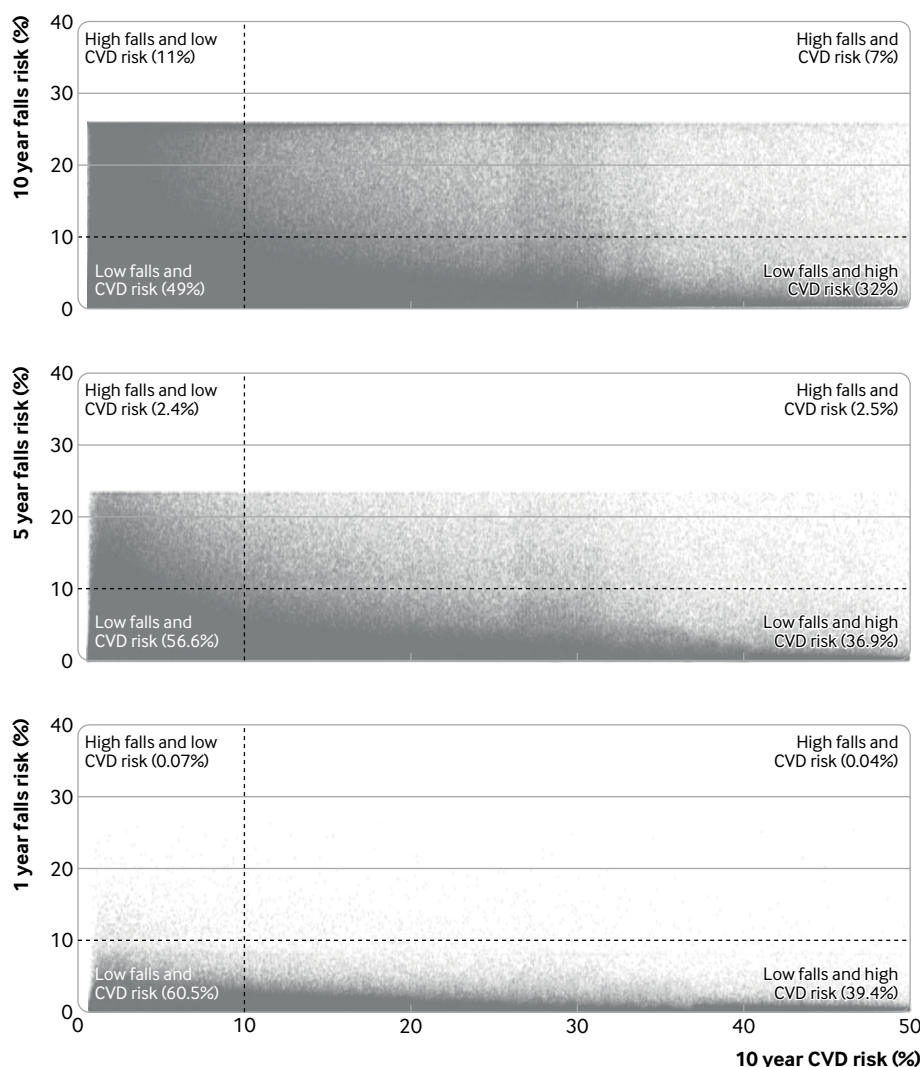 10 year falls risk (%)
40
30
20
10
0
High falls and low
CVD risk (11%)
High falls and
CVD risk (7%)
Low falls and
CVD risk (49%)
Low falls and high
CVD risk (32%)
5 year falls risk (%)
40
30
20
10
0
High falls and low
CVD risk (2.4%)
High falls and
CVD risk (2.5%)
Low falls and
CVD risk (56.6%)
Low falls and high
CVD risk (36.9%)
1 year falls risk (%)
40
30
20
10
0
High falls and low
CVD risk (0.07%)
High falls and
CVD risk (0.04%)
Low falls and
CVD risk (60.5%)
Low falls and high
CVD risk (39.4%)
0 10 20 30 40 50
10 year CVD risk (%)